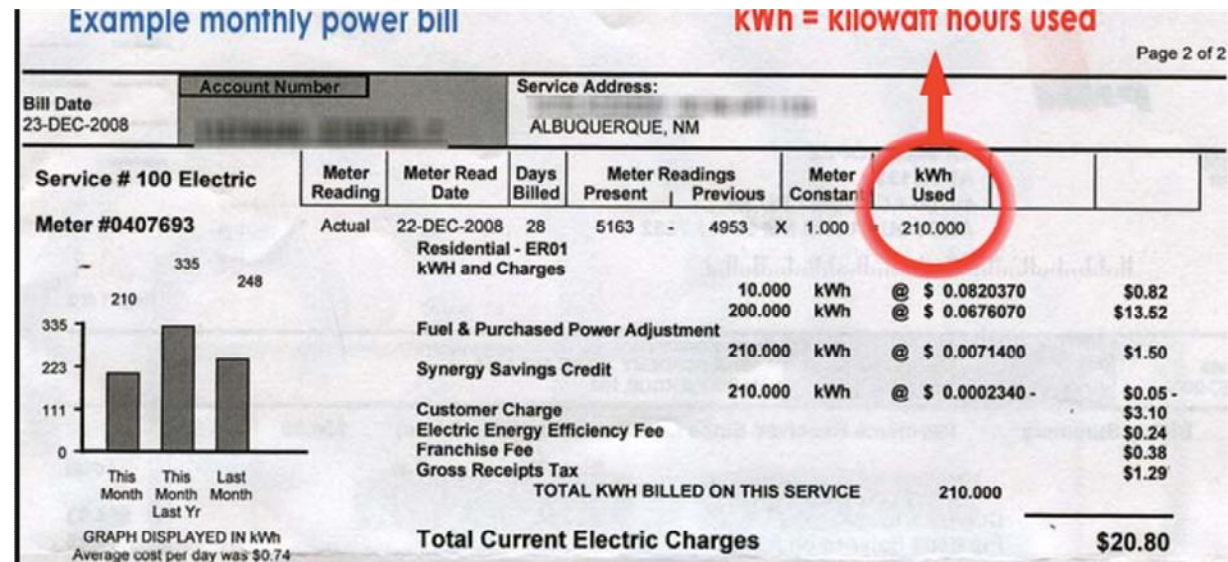 Example monthly power bill
kWh = kilowatt hours used
Page 2 of 2
Account Number
Service Address:
Bill Date
23-DEC-2008
ALBUQUERQUE, NM
Service # 100 Electric
Meter Reading
Meter Read Date
Days Billed
Meter Readings
Present Previous
Meter Constant
kWh Used
Meter #0407693 Actual 22-DEC-2008 28 5163 - 4953 X 1.000 210.000
Residential - ER01
kWH and Charges
10.000 kWh @ $ 0.0820370 $0.82
200.000 kWh @ $ 0.0676070 $13.52
Fuel & Purchased Power Adjustment
210.000 kWh @ $ 0.0071400 $1.50
Synergy Savings Credit
210.000 kWh @ $ 0.0002340 - $0.05 -
Customer Charge $3.10
Electric Energy Efficiency Fee $0.24
Franchise Fee $0.38
Gross Receipts Tax $1.29
TOTAL KWH BILLED ON THIS SERVICE 210.000
Total Current Electric Charges $20.80
– 335 248
210
335
223
111
0
This Month
This Month Last Yr
Last Month
GRAPH DISPLAYED IN kWh
Average cost per day was $0.74